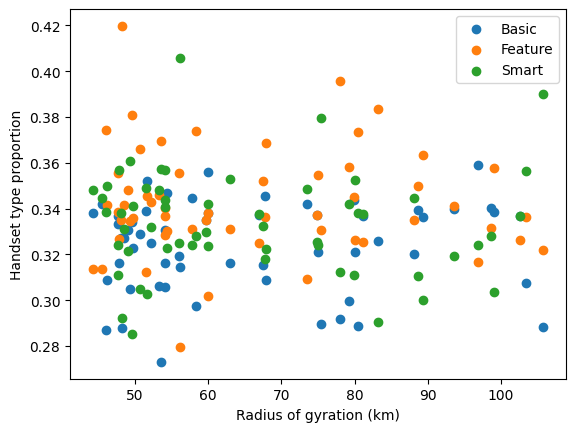 Basic
Feature
Smart
0.42
0.40
0.38
0.36
0.34
0.32
0.30
0.28
Handset type proportion
50 60 70 80 90 100
Radius of gyration (km)